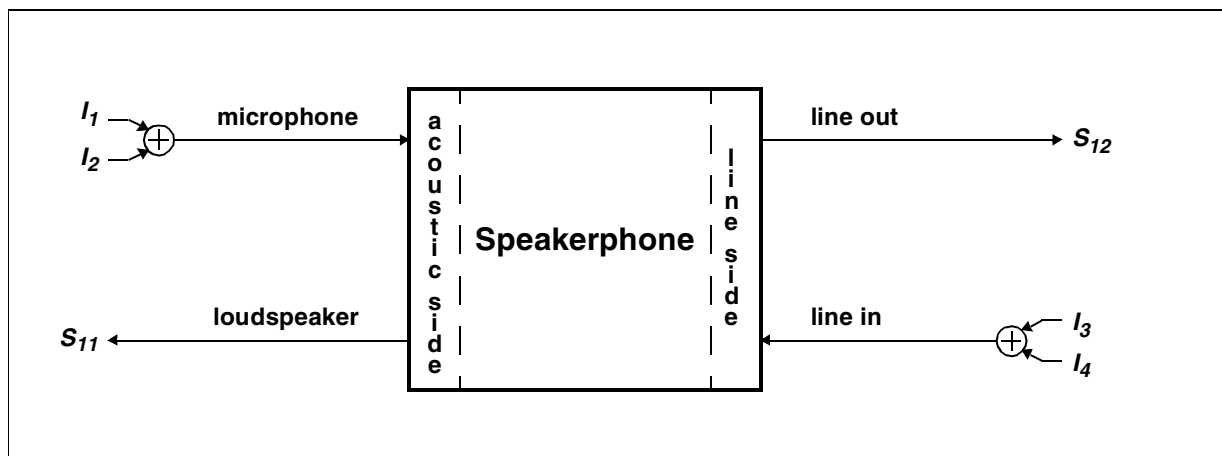 I1
I2
microphone
acoustic side
Speakerphone
line side
line out
S12
S11
loudspeaker
line in
I3
I4